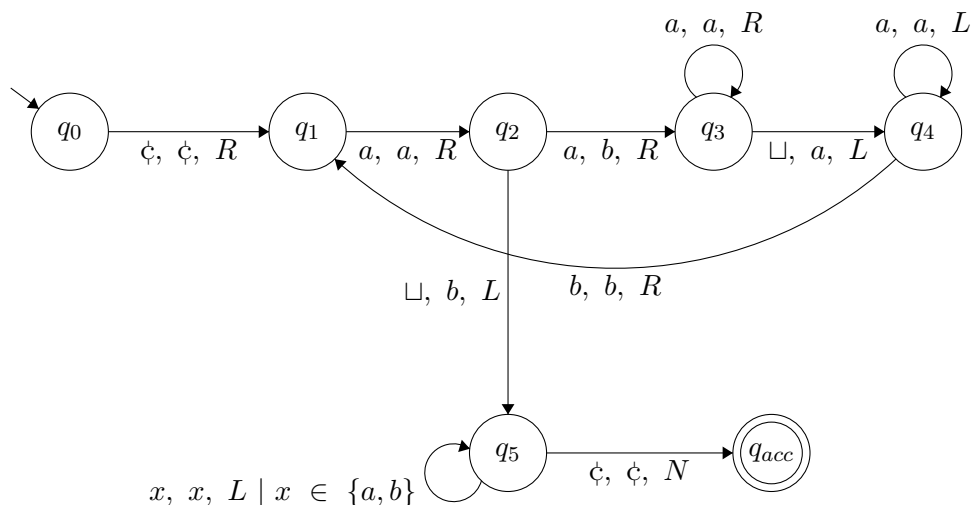 a, a, R
a, a, L
q0
q1
q2
q3
q4
¢, ¢, R
a, a, R
a, b, R
⊔, a, L
b, b, R
⊔, b, L
q5
qacc
¢, ¢, N
x, x, L | x ∈ {a, b}